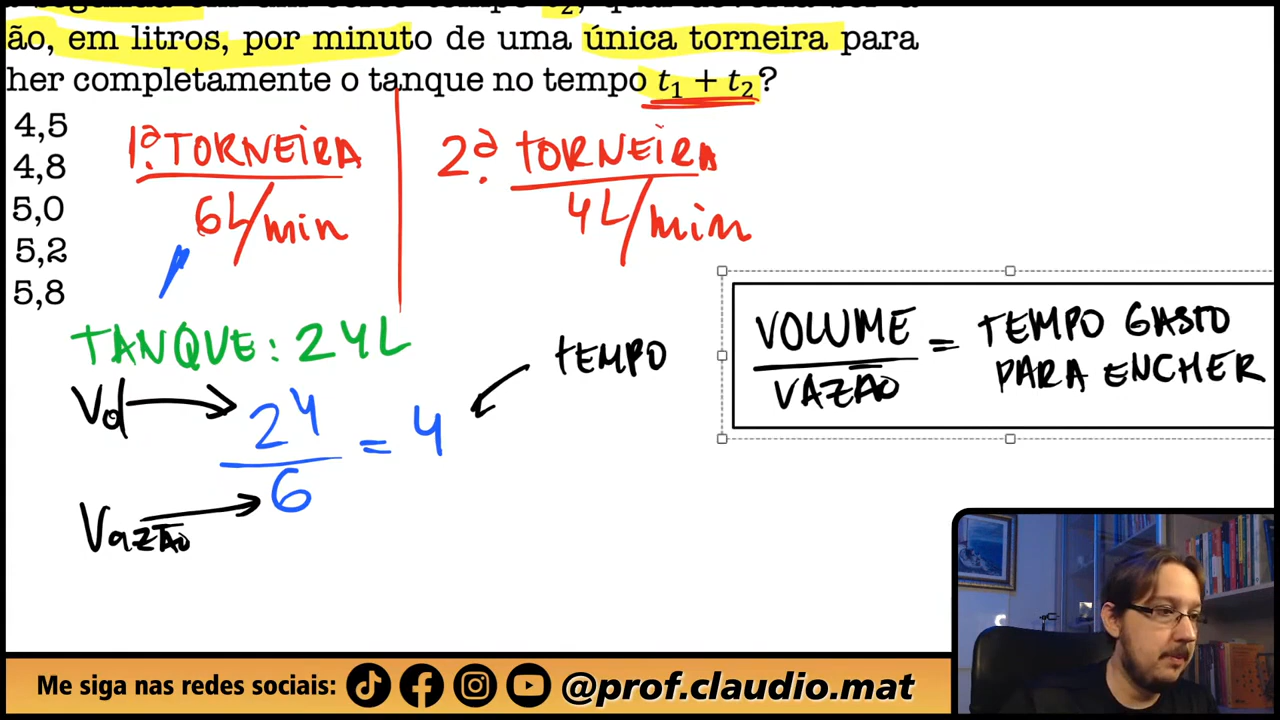 ão, em litros, por minuto de uma única torneira para
her completamente o tanque no tempo t₁ + t₂?
4,5
4,8
5,0
5,2
5,8
1ª. TORNEIRA
6L/min
2ª. TORNEIRA
4L/min
TANQUE: 24L
Vol
24
6
= 4
TEMPO
Vazão
VOLUME
VAZÃO
= TEMPO GASTO
PARA ENCHER
Me siga nas redes sociais: @prof.claudio.mat